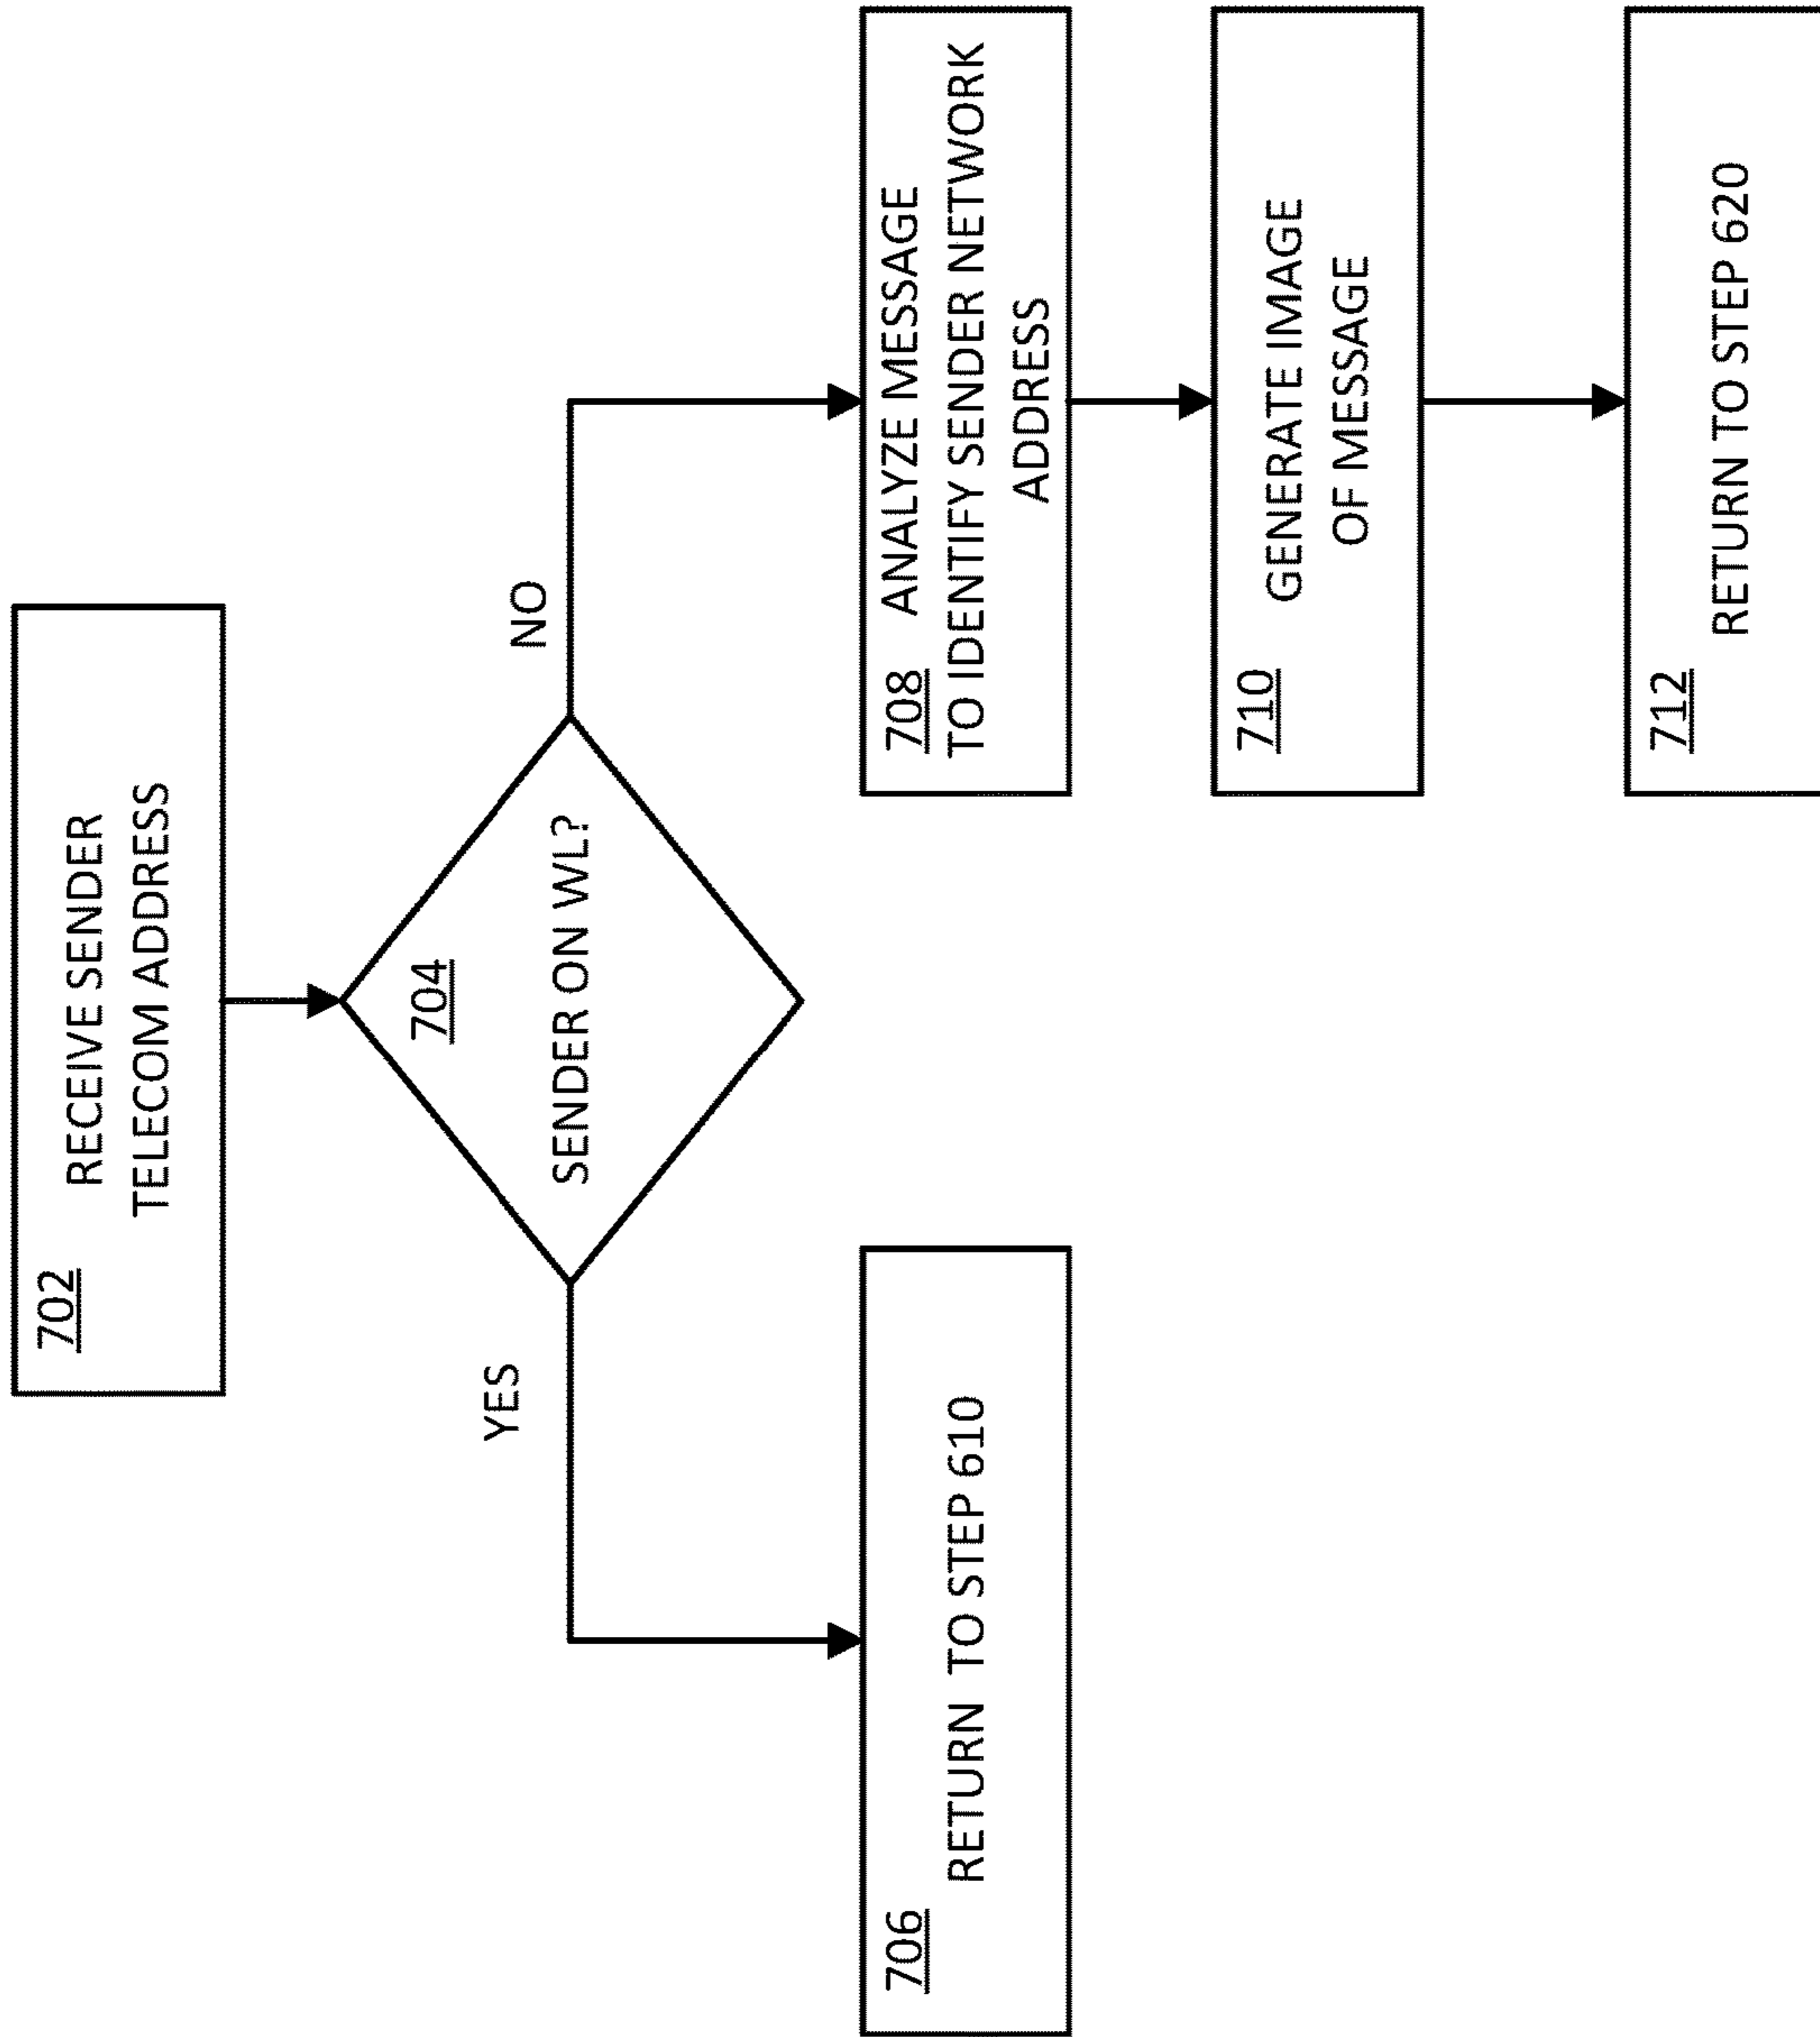 702
RECEIVE SENDER
TELECOM ADDRESS
704
SENDER ON WL?
YES
NO
706
RETURN TO STEP 610
708 ANALYZE MESSAGE
TO IDENTIFY SENDER NETWORK
ADDRESS
710
GENERATE IMAGE
OF MESSAGE
712
RETURN TO STEP 620